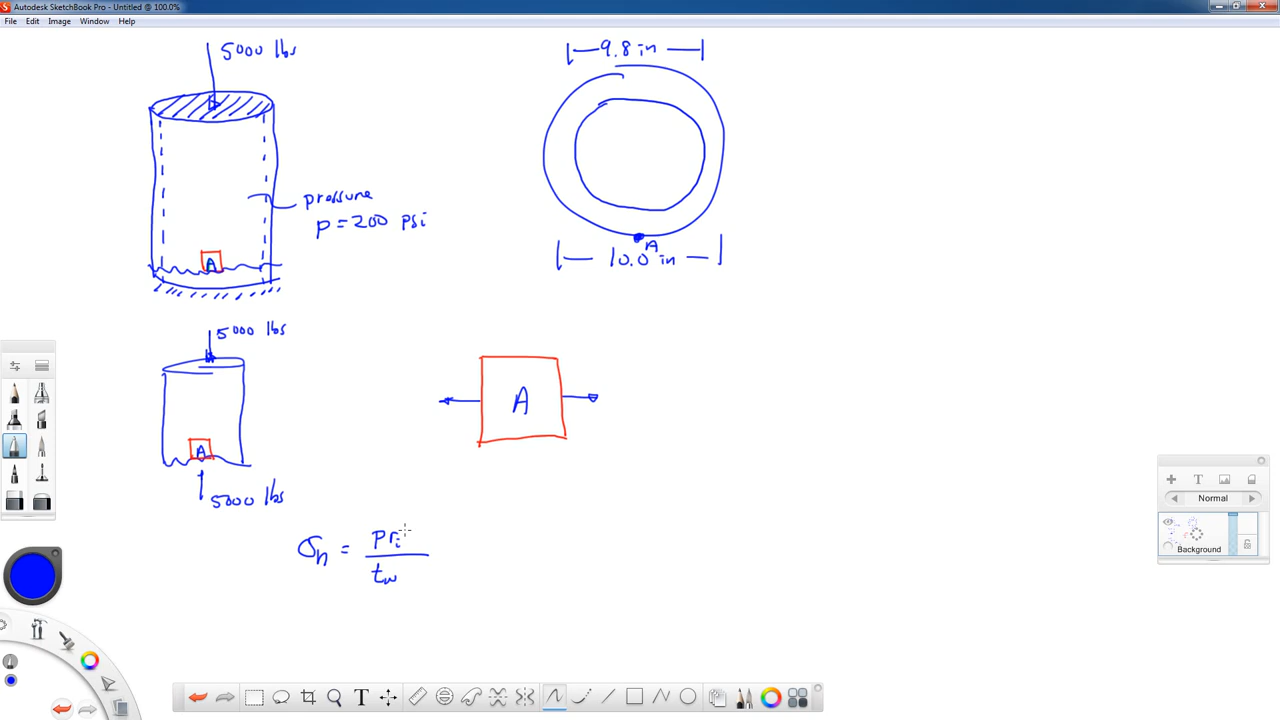 Autodesk SketchBook Pro - Untitled @ 100.0%
File Edit Image Window Help
5000 lbs
9.8 in
pressure
p = 200 psi
A
A
10.0 in
5000 lbs
A
A
5000 lbs
σh = pri / tw
Normal
Background
T
T